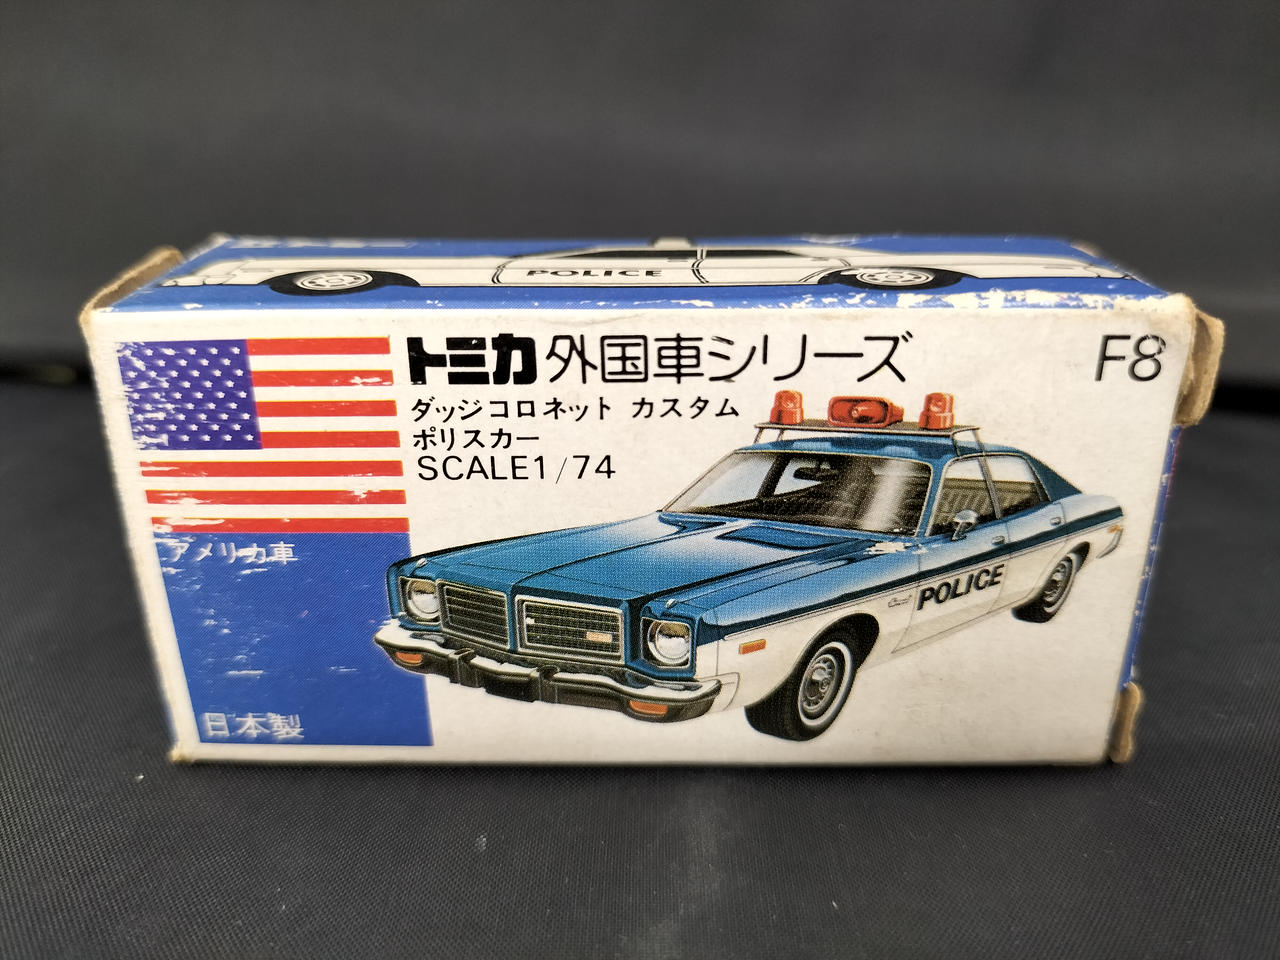 POLICE
トミカ 外国車シリーズ
F8
ダッジコロネット カスタム
ポリスカー
SCALE1/74
アメリカ車
POLICE
日本製